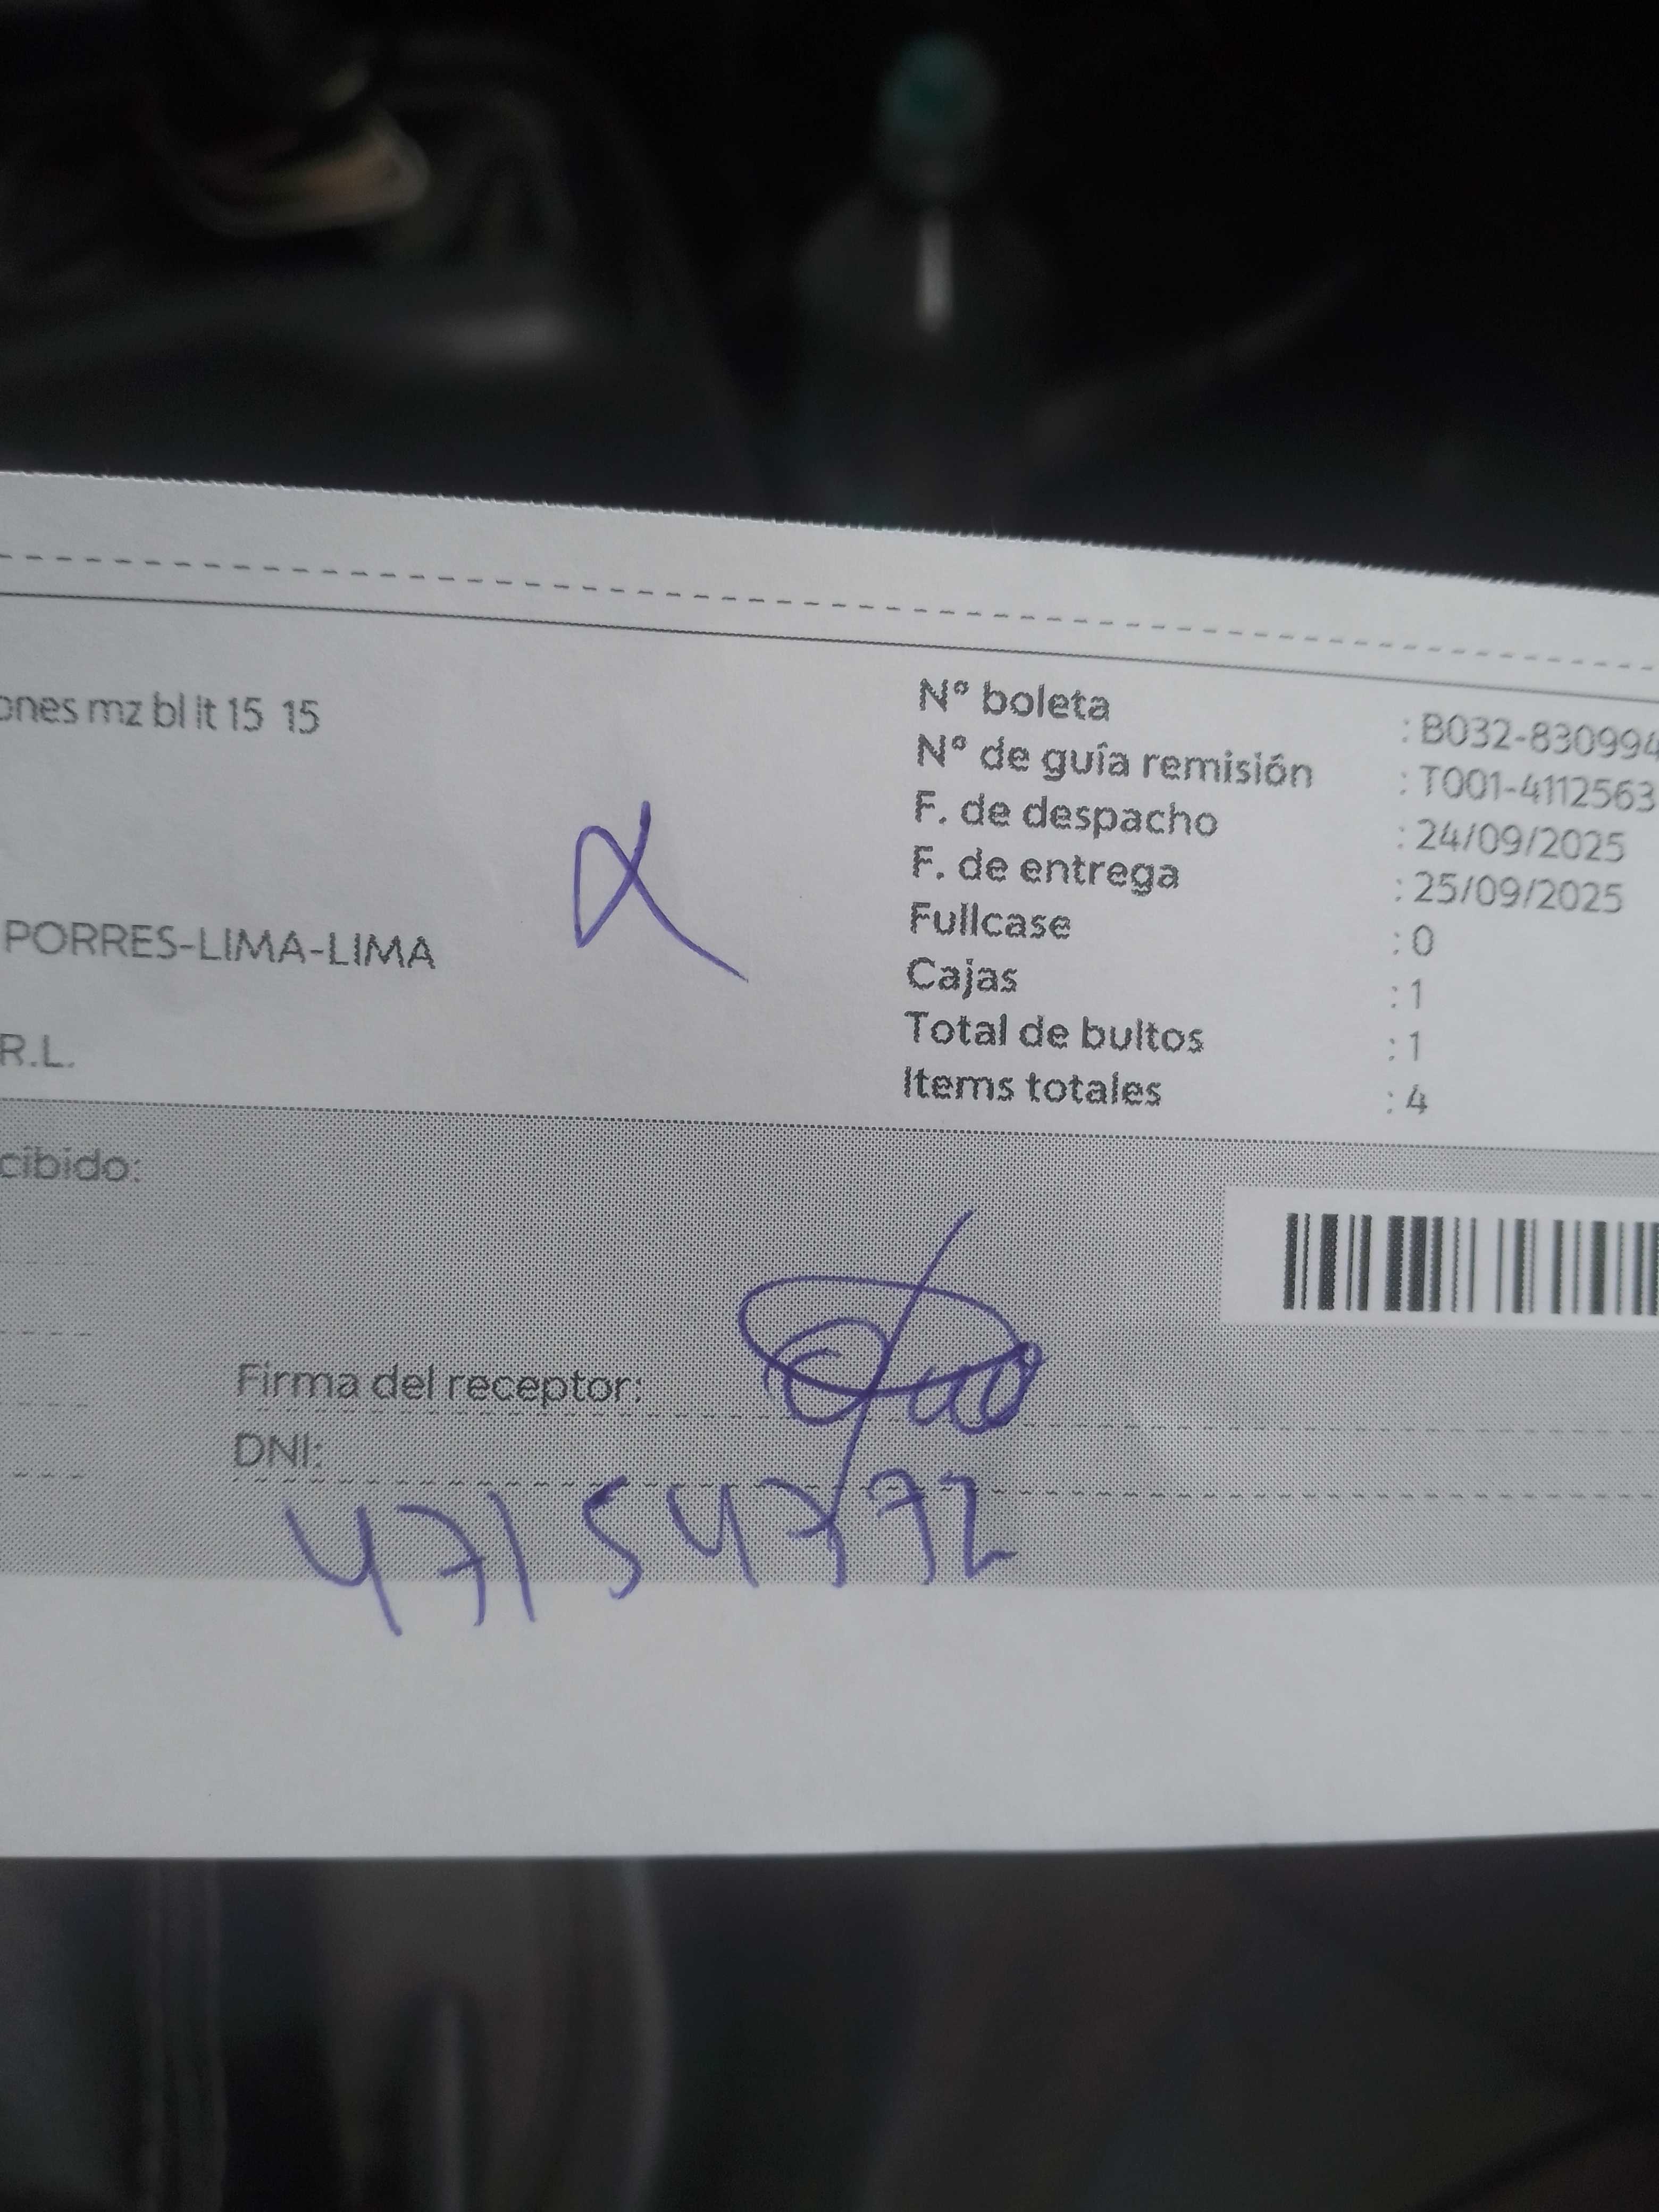 ones mz bl lt 15 15
PORRES-LIMA-LIMA
R.L.
N° boleta : B032-830994
N° de guía remisión : T001-4112563
F. de despacho : 24/09/2025
F. de entrega : 25/09/2025
Fullcase : 0
Cajas : 1
Total de bultos : 1
Items totales : 4
cibido:
Firma del receptor:
DNI:
47154772